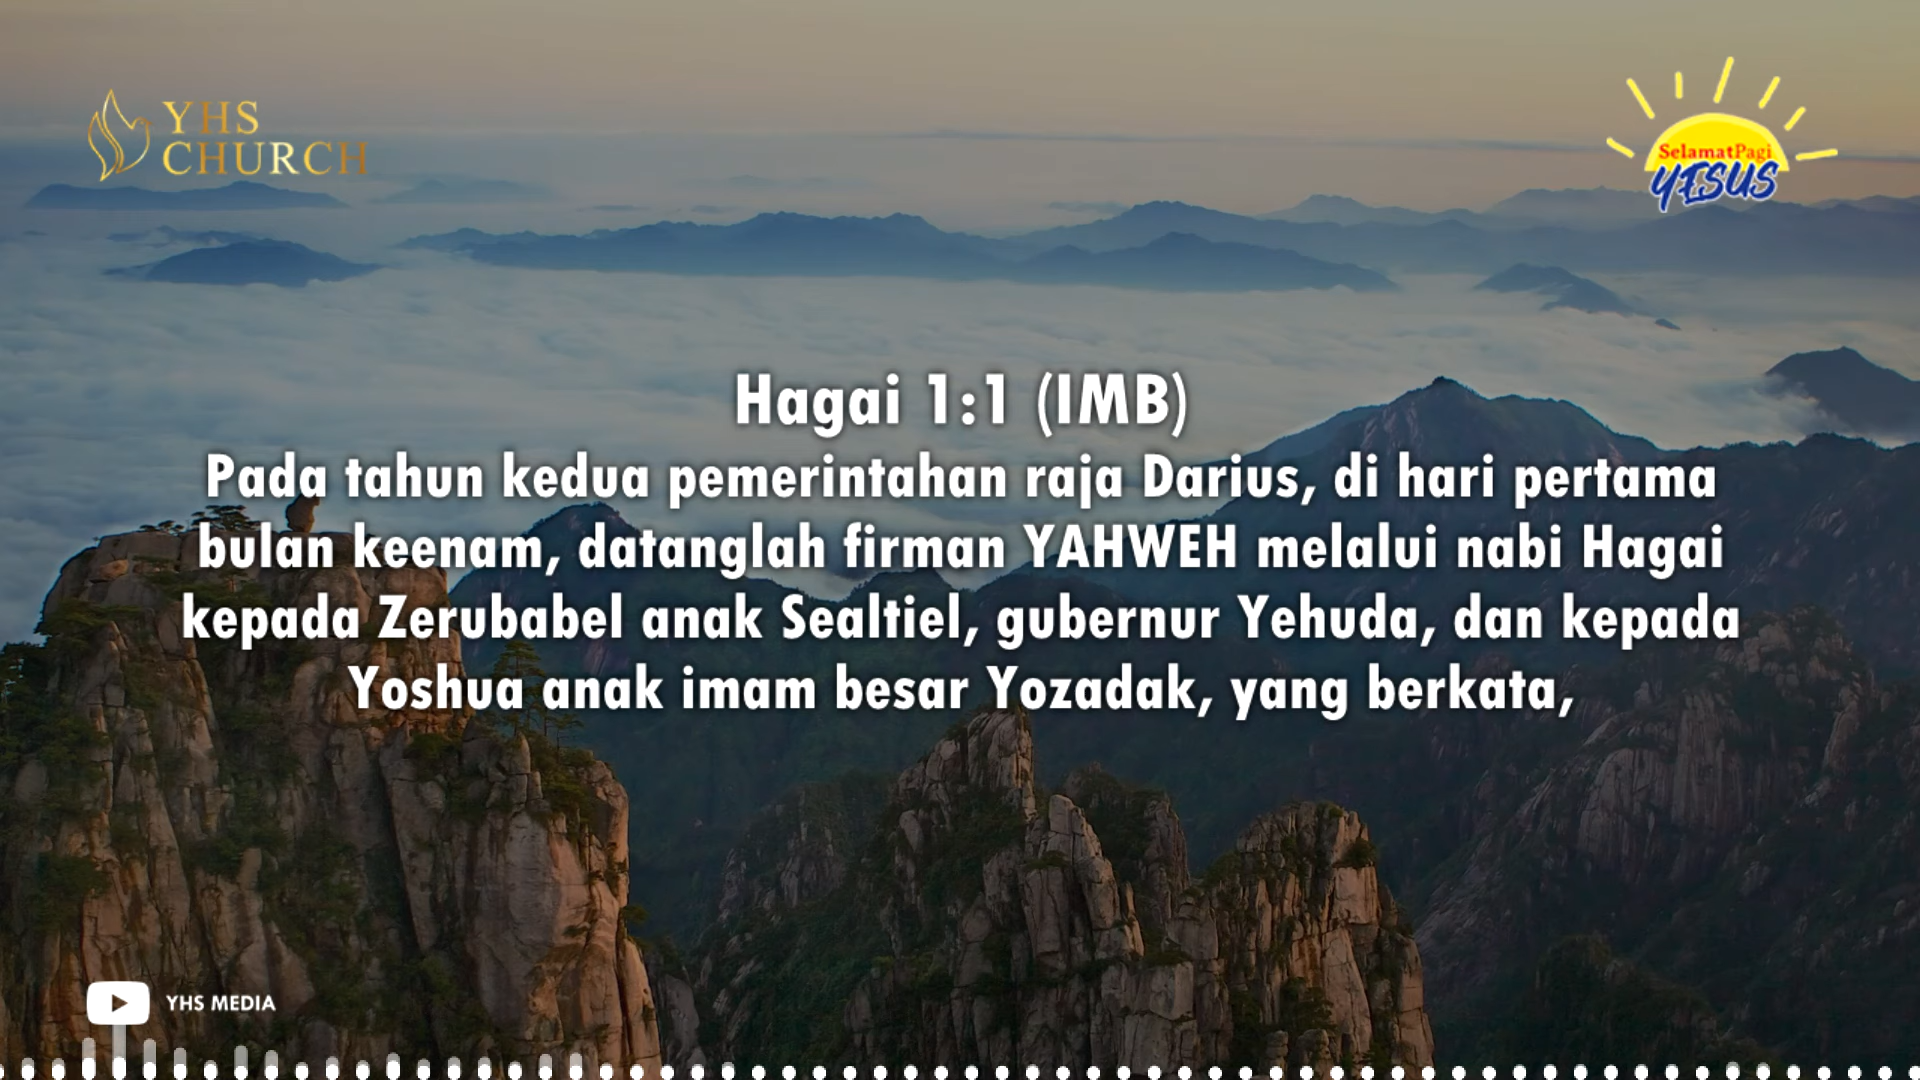 YHS
CHURCH
SelamatPagi
YESUS
Hagai 1:1 (IMB)
Pada tahun kedua pemerintahan raja Darius, di hari pertama
bulan keenam, datanglah firman YAHWEH melalui nabi Hagai
kepada Zerubabel anak Sealtiel, gubernur Yehuda, dan kepada
Yoshua anak imam besar Yozadak, yang berkata,
YHS MEDIA